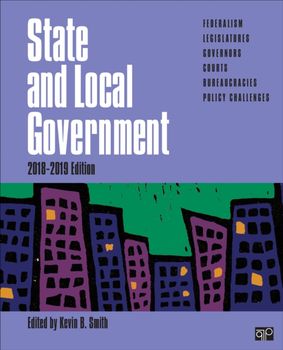 State
and Local
Government
2018-2019 Edition
FEDERALISM
LEGISLATURES
GOVERNORS
COURTS
BUREAUCRACIES
POLICY CHALLENGES
Edited by Kevin B. Smith